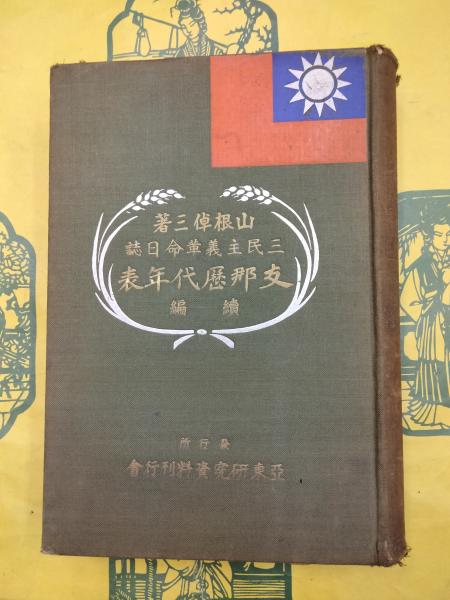 山根倬三著
三民主義革命日誌
支那歷代年表
續編
發行所
亞東研究資料刊行會